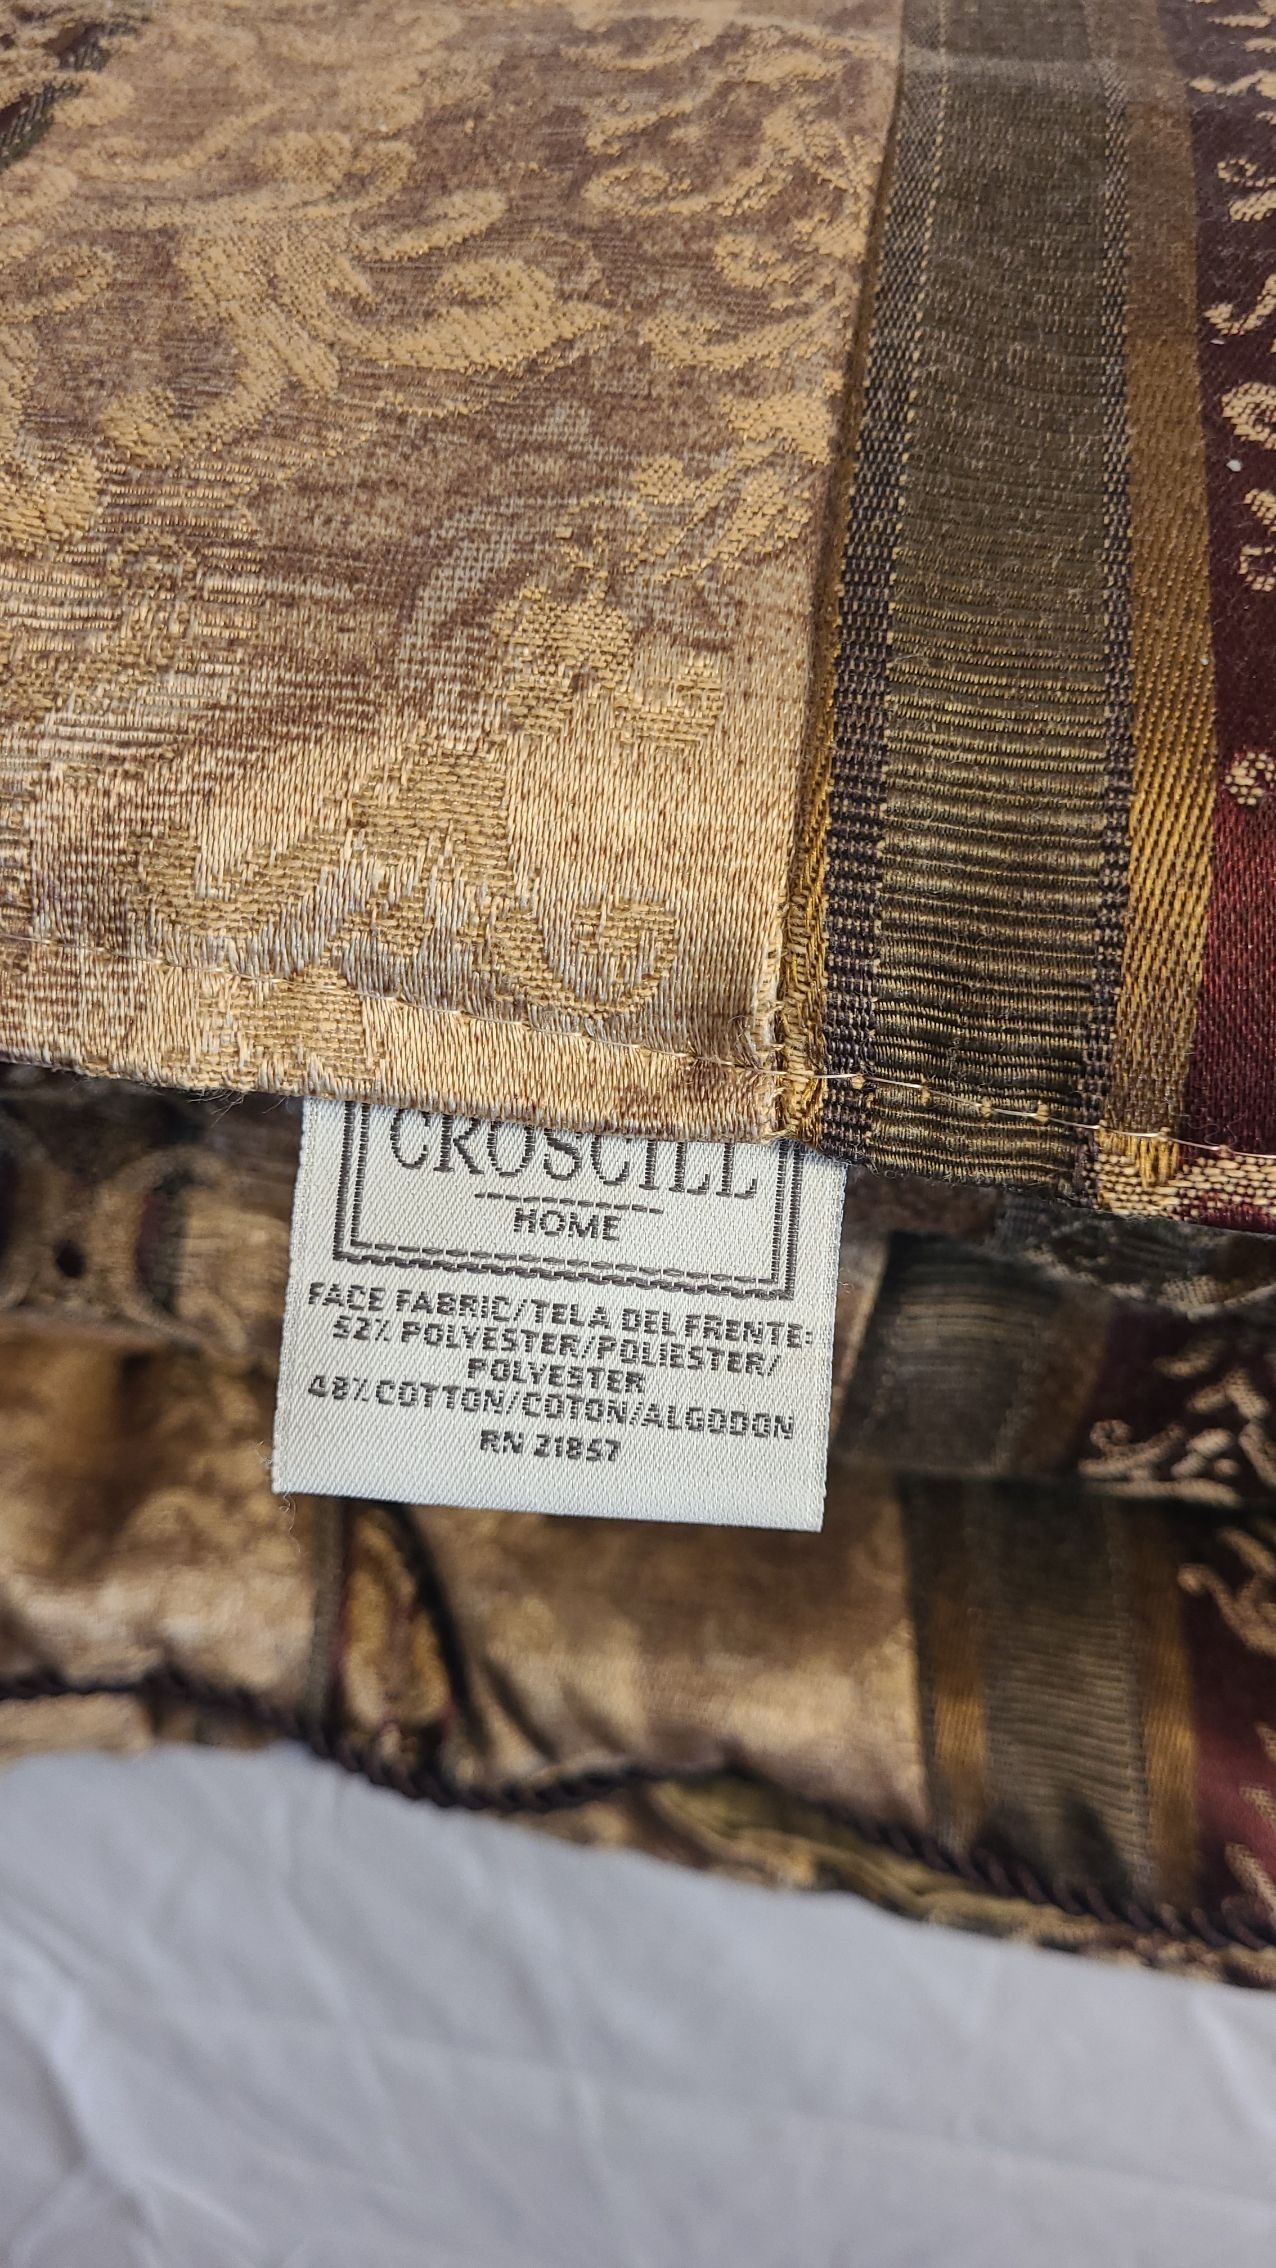 CROSCILL
HOME
FACE FABRIC/TELA DEL FRENTE:
52% POLYESTER/POLIESTER/
POLYESTER
48% COTTON/COTON/ALGODON
RN 21857